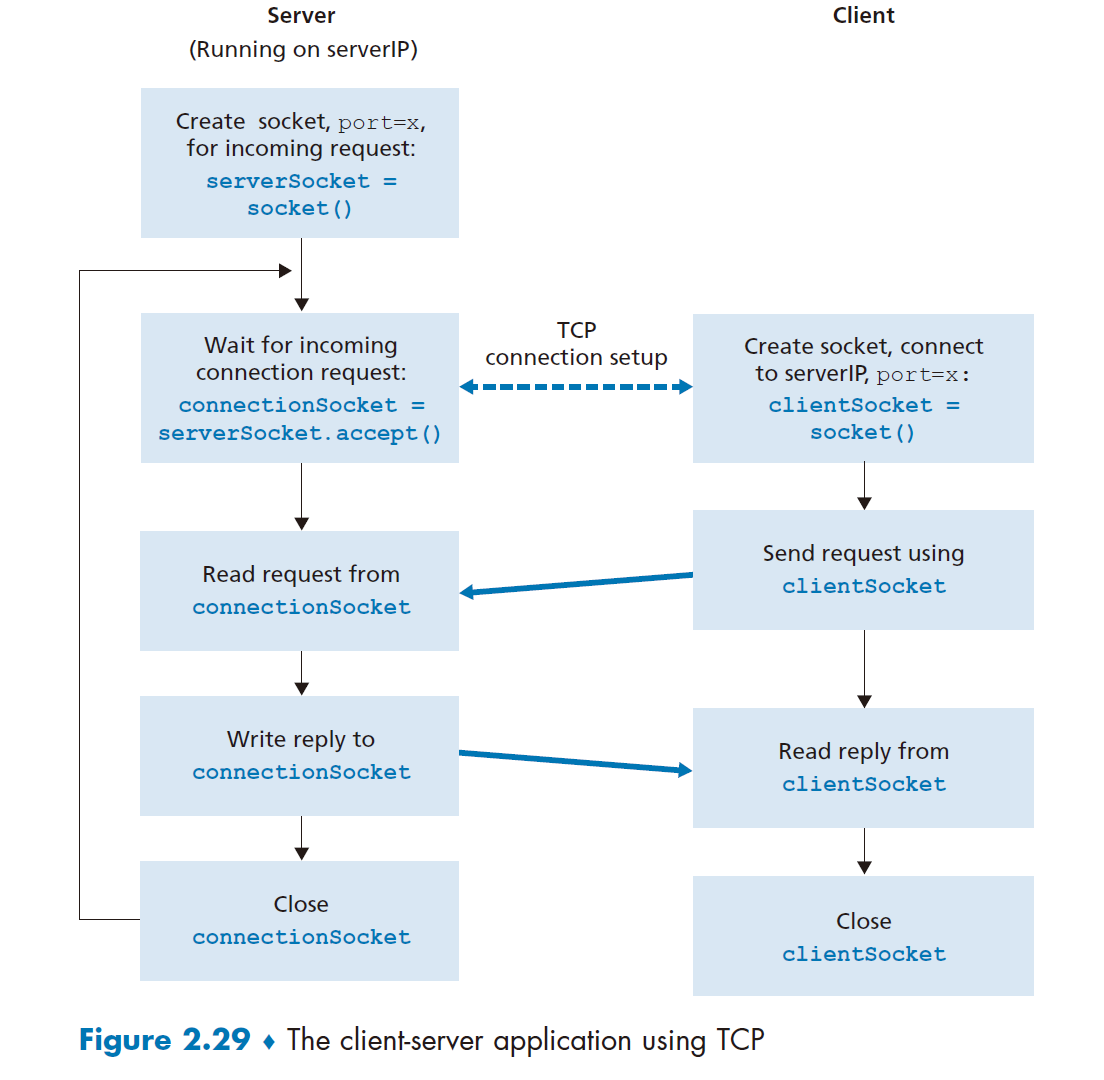 Server
(Running on serverIP)
Client
Create socket, port=x,
for incoming request:
serverSocket =
socket()
Wait for incoming
connection request:
connectionSocket =
serverSocket.accept()
TCP
connection setup
Create socket, connect
to serverIP, port=x:
clientSocket =
socket()
Send request using
clientSocket
Read request from
connectionSocket
Write reply to
connectionSocket
Read reply from
clientSocket
Close
connectionSocket
Close
clientSocket
Figure 2.29 ♦ The client-server application using TCP